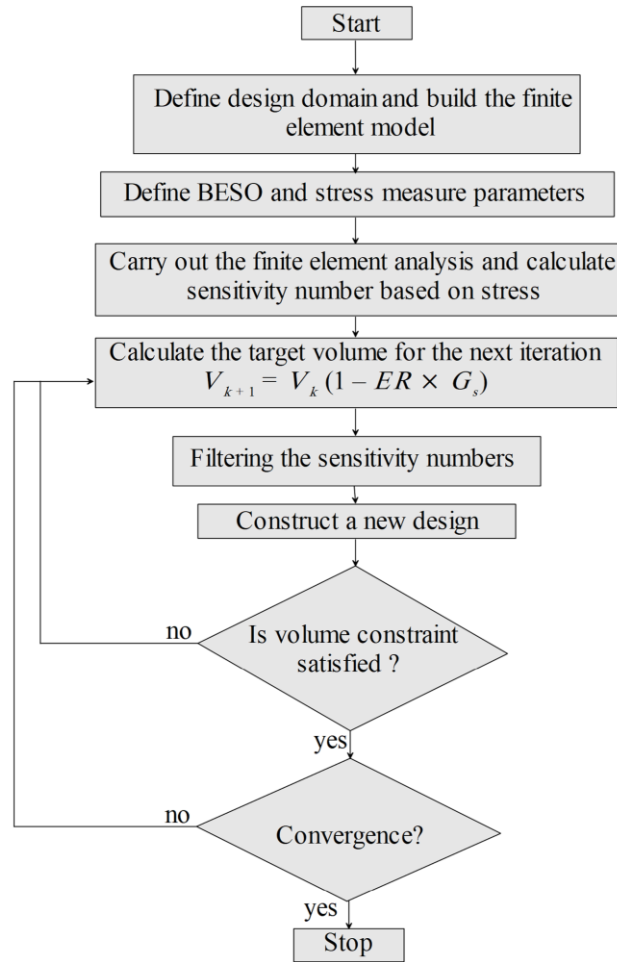 Start
Define design domain and build the finite
element model
Define BESO and stress measure parameters
Carry out the finite element analysis and calculate
sensitivity number based on stress
Calculate the target volume for the next iteration
V k + 1 = V k (1 – ER × G s)
Filtering the sensitivity numbers
Construct a new design
no
Is volume constraint
satisfied ?
yes
no
Convergence?
yes
Stop